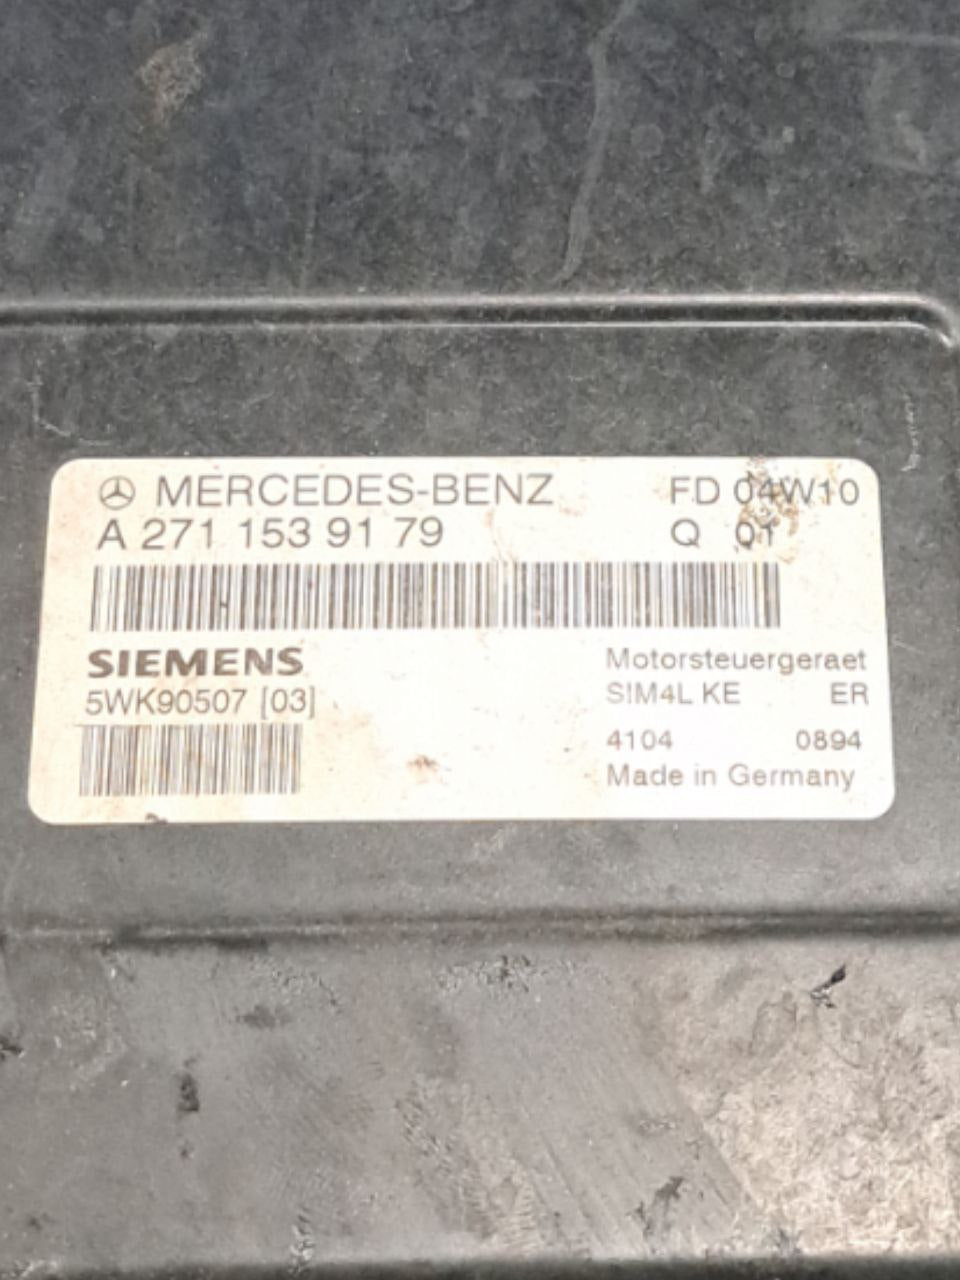 MERCEDES-BENZ FD 04W10
A 271 153 91 79 Q 01
SIEMENS Motorsteuergeraet
5WK90507 [03] SIM4L KE ER
4104 0894
Made in Germany